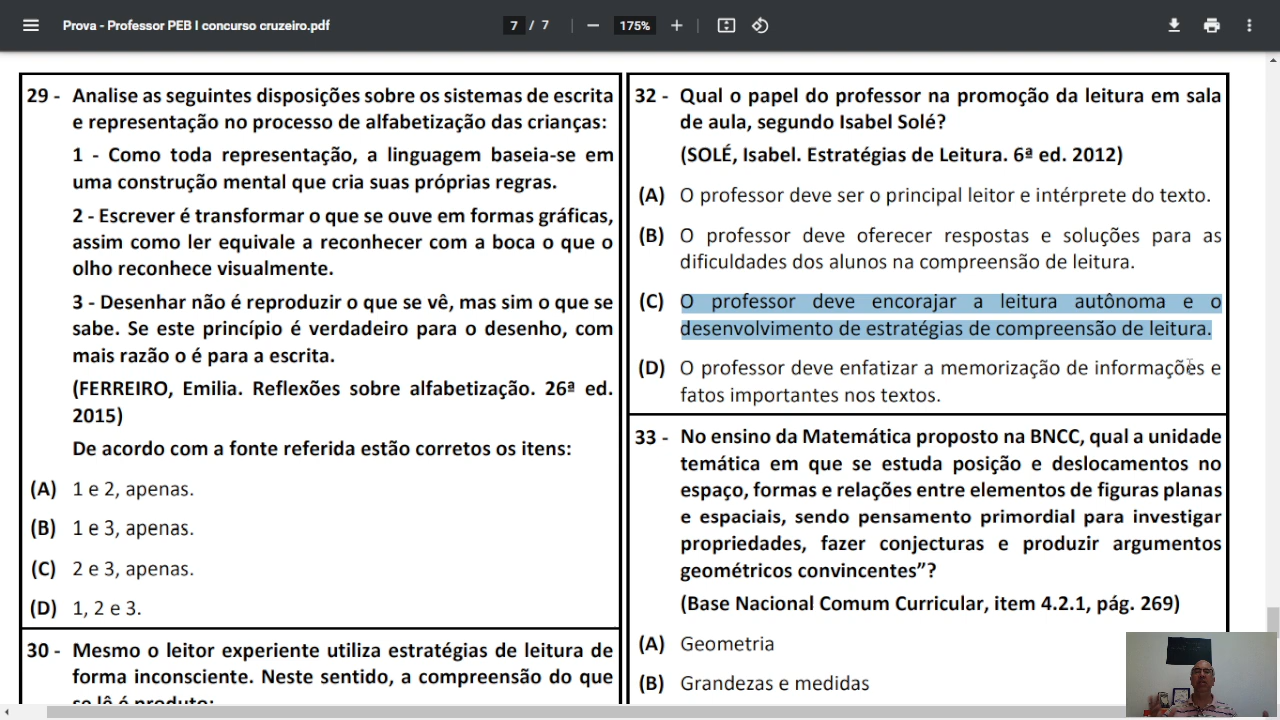 Prova - Professor PEB I concurso cruzeiro.pdf
7 / 7
175%
29 - Analise as seguintes disposições sobre os sistemas de escrita
e representação no processo de alfabetização das crianças:
1 - Como toda representação, a linguagem baseia-se em
uma construção mental que cria suas próprias regras.
2 - Escrever é transformar o que se ouve em formas gráficas,
assim como ler equivale a reconhecer com a boca o que o
olho reconhece visualmente.
3 - Desenhar não é reproduzir o que se vê, mas sim o que se
sabe. Se este princípio é verdadeiro para o desenho, com
mais razão o é para a escrita.
(FERREIRO, Emilia. Reflexões sobre alfabetização. 26ª ed.
2015)
De acordo com a fonte referida estão corretos os itens:
(A) 1 e 2, apenas.
(B) 1 e 3, apenas.
(C) 2 e 3, apenas.
(D) 1, 2 e 3.
30 - Mesmo o leitor experiente utiliza estratégias de leitura de
forma inconsciente. Neste sentido, a compreensão do que
se lê é produto:
32 - Qual o papel do professor na promoção da leitura em sala
de aula, segundo Isabel Solé?
(SOLÉ, Isabel. Estratégias de Leitura. 6ª ed. 2012)
(A) O professor deve ser o principal leitor e intérprete do texto.
(B) O professor deve oferecer respostas e soluções para as
dificuldades dos alunos na compreensão de leitura.
(C) O professor deve encorajar a leitura autônoma e o
desenvolvimento de estratégias de compreensão de leitura.
(D) O professor deve enfatizar a memorização de informações e
fatos importantes nos textos.
33 - No ensino da Matemática proposto na BNCC, qual a unidade
temática em que se estuda posição e deslocamentos no
espaço, formas e relações entre elementos de figuras planas
e espaciais, sendo pensamento primordial para investigar
propriedades, fazer conjecturas e produzir argumentos
geométricos convincentes”?
(Base Nacional Comum Curricular, item 4.2.1, pág. 269)
(A) Geometria
(B) Grandezas e medidas